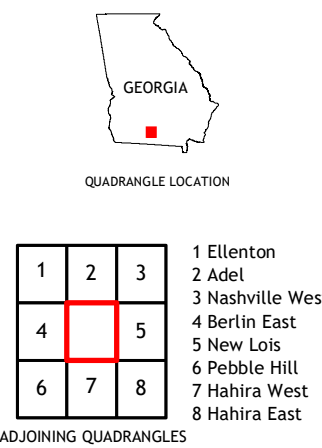 GEORGIA
QUADRANGLE LOCATION
1 2 3
4 5
6 7 8
1 Ellenton
2 Adel
3 Nashville Wes
4 Berlin East
5 New Lois
6 Pebble Hill
7 Hahira West
8 Hahira East
ADJOINING QUADRANGLES